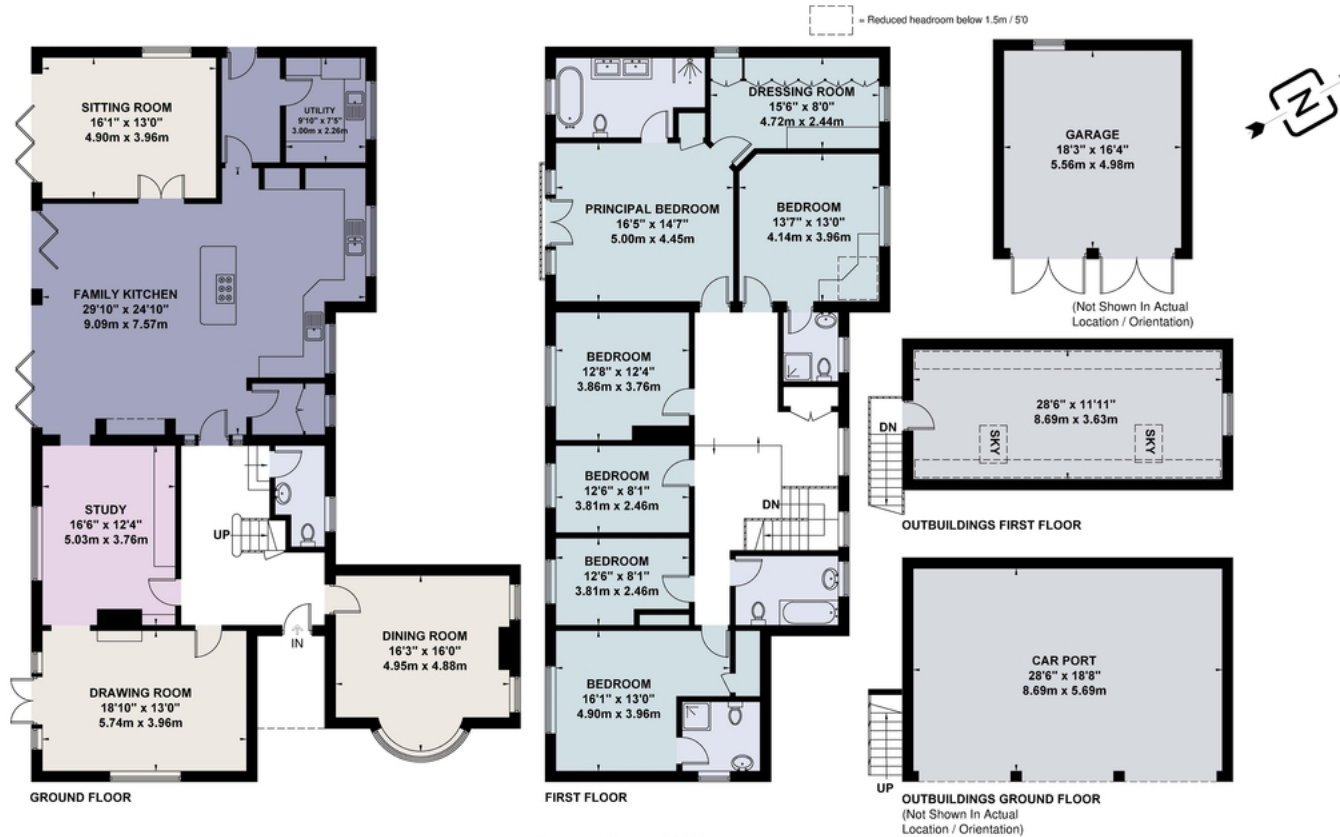 = Reduced headroom below 1.5m / 5'0
SITTING ROOM
16'1" x 13'0"
4.90m x 3.96m
UTILITY
9'10" x 7'5"
3.00m x 2.26m
FAMILY KITCHEN
29'10" x 24'10"
9.09m x 7.57m
STUDY
16'6" x 12'4"
5.03m x 3.76m
UP
IN
DINING ROOM
16'3" x 16'0"
4.95m x 4.88m
DRAWING ROOM
18'10" x 13'0"
5.74m x 3.96m
GROUND FLOOR
DRESSING ROOM
15'6" x 8'0"
4.72m x 2.44m
PRINCIPAL BEDROOM
16'5" x 14'7"
5.00m x 4.45m
BEDROOM
13'7" x 13'0"
4.14m x 3.96m
BEDROOM
12'8" x 12'4"
3.86m x 3.76m
BEDROOM
12'6" x 8'1"
3.81m x 2.46m
DN
BEDROOM
12'6" x 8'1"
3.81m x 2.46m
BEDROOM
16'1" x 13'0"
4.90m x 3.96m
FIRST FLOOR
GARAGE
18'3" x 16'4"
5.56m x 4.98m
(Not Shown In Actual
Location / Orientation)
N
28'6" x 11'11"
8.69m x 3.63m
DN
SKY
SKY
OUTBUILDINGS FIRST FLOOR
CAR PORT
28'6" x 18'8"
8.69m x 5.69m
UP
OUTBUILDINGS GROUND FLOOR
(Not Shown In Actual
Location / Orientation)